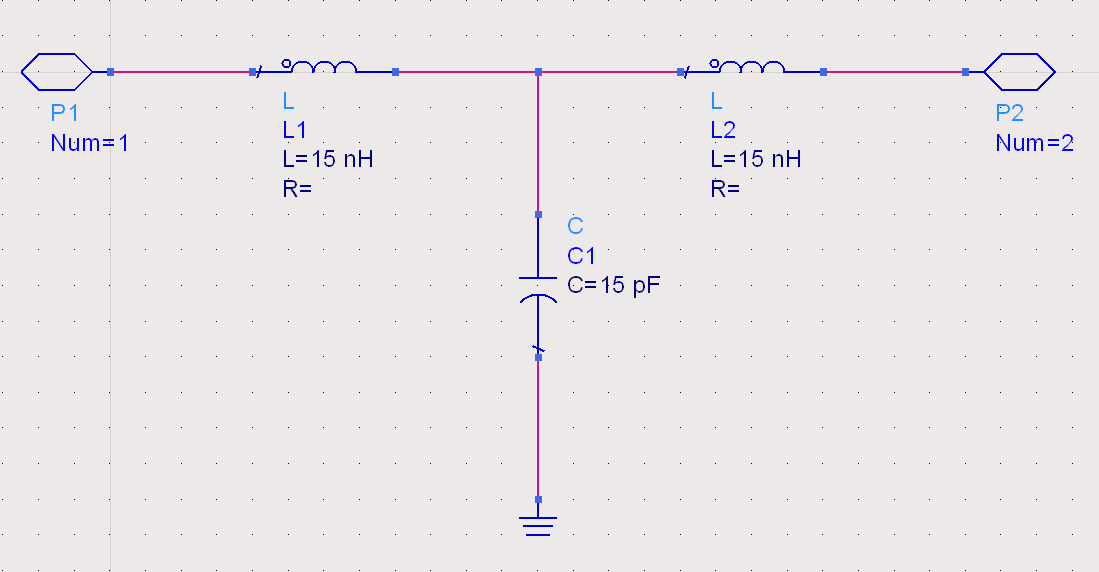 P1
Num=1
L
L1
L=15 nH
R=
L
L2
L=15 nH
R=
P2
Num=2
C
C1
C=15 pF